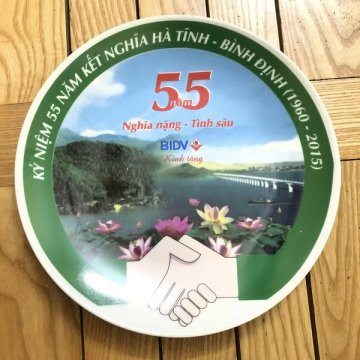 KỶ NIỆM 55 NĂM KẾT NGHĨA HÀ TĨNH - BÌNH ĐỊNH (1960 - 2015)
55
năm
Nghĩa nặng - Tình sâu
BIDV
Kính tặng